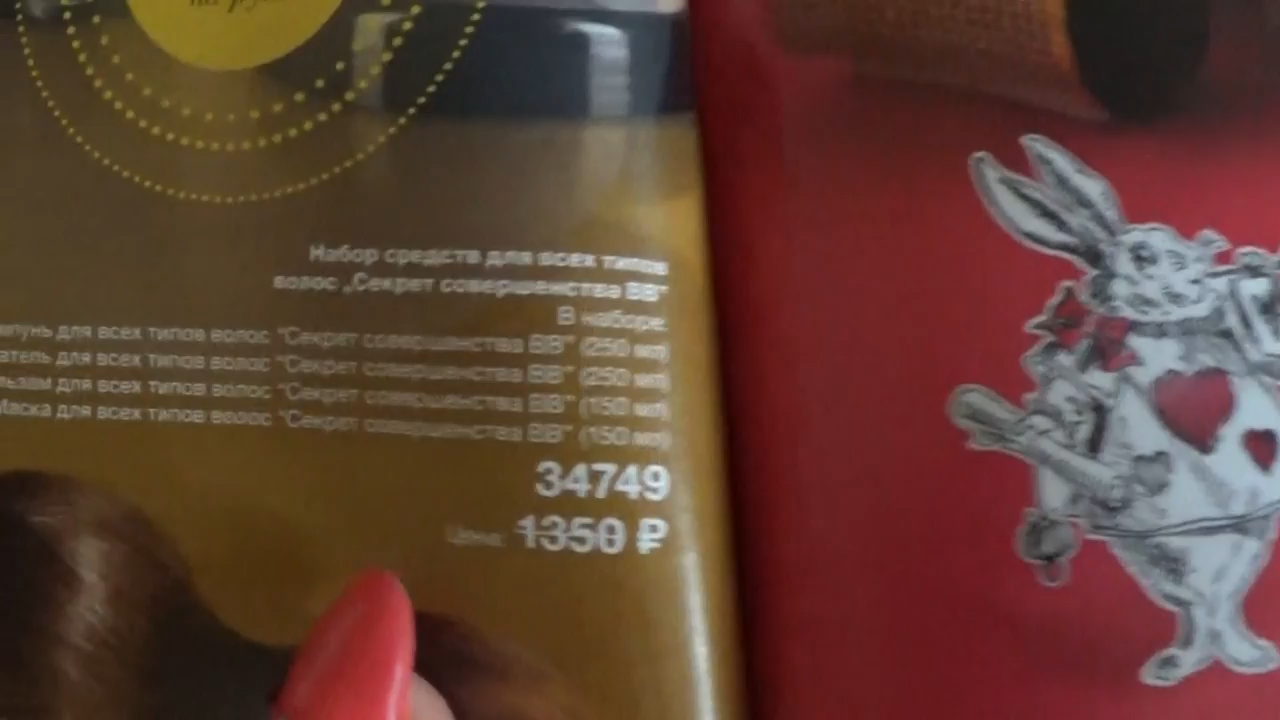 Набор средств для всех типов
волос „Секрет совершенства ВВ"
В наборе:
для всех типов волос "Секрет совершенства ВВ" (250 мл)
для всех типов волос "Секрет совершенства ВВ" (250 мл)
для всех типов волос "Секрет совершенства ВВ" (150 мл)
Маска для всех типов волос "Секрет совершенства ВВ" (150 мл)
34749
Цена: 1350 ₽